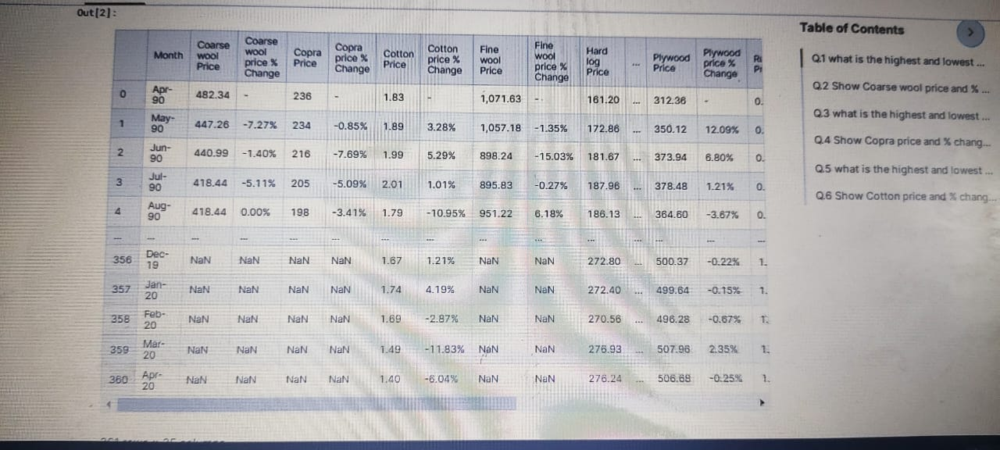 Out[2]:
Month Coarse wool Price Coarse wool price % Change Copra Price Copra price % Change Cotton Price Cotton price % Change Fine wool Price Fine wool price % Change Hard log Price ... Plywood Price Plywood price % Change
0 Apr-90 482.34 - 236 - 1.83 - 1,071.63 - 161.20 ... 312.36 - 0.
1 May-90 447.26 -7.27% 234 -0.85% 1.89 3.28% 1,057.18 -1.35% 172.86 ... 350.12 12.09% 0.
2 Jun-90 440.99 -1.40% 216 -7.69% 1.99 5.29% 898.24 -15.03% 181.67 ... 373.94 6.80% 0.
3 Jul-90 418.44 -5.11% 205 -5.09% 2.01 1.01% 895.83 -0.27% 187.96 ... 378.48 1.21% 0.
4 Aug-90 418.44 0.00% 198 -3.41% 1.79 -10.95% 951.22 6.18% 186.13 ... 364.60 -3.67% 0.
... ... ... ... ... ... ... ... ... ... ... ... ... ... ...
356 Dec-19 NaN NaN NaN NaN 1.67 1.21% NaN NaN 272.80 ... 500.37 -0.22% 1.
357 Jan-20 NaN NaN NaN NaN 1.74 4.19% NaN NaN 272.40 ... 499.64 -0.15% 1.
358 Feb-20 NaN NaN NaN NaN 1.69 -2.87% NaN NaN 270.56 ... 496.28 -0.67% 1.
359 Mar-20 NaN NaN NaN NaN 1.49 -11.83% NaN NaN 276.93 ... 507.96 2.35% 1.
360 Apr-20 NaN NaN NaN NaN 1.40 -6.04% NaN NaN 276.24 ... 506.68 -0.25% 1.
Table of Contents
Q.1 what is the highest and lowest ...
Q.2 Show Coarse wool price and % ...
Q.3 what is the highest and lowest ...
Q.4 Show Copra price and % chang...
Q.5 what is the highest and lowest ...
Q.6 Show Cotton price and % chang...